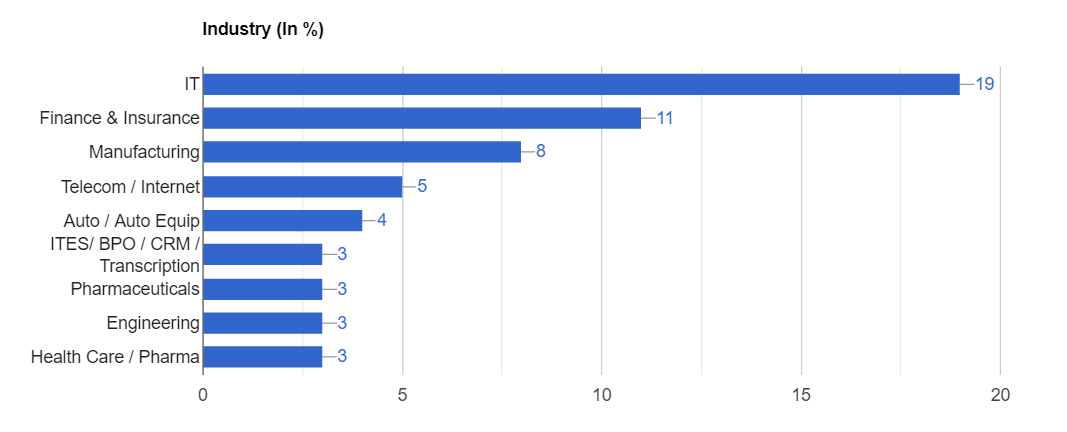 Industry (In %)
IT 19
Finance & Insurance 11
Manufacturing 8
Telecom / Internet 5
Auto / Auto Equip 4
ITES/ BPO / CRM /
Transcription 3
Pharmaceuticals 3
Engineering 3
Health Care / Pharma 3
0 5 10 15 20